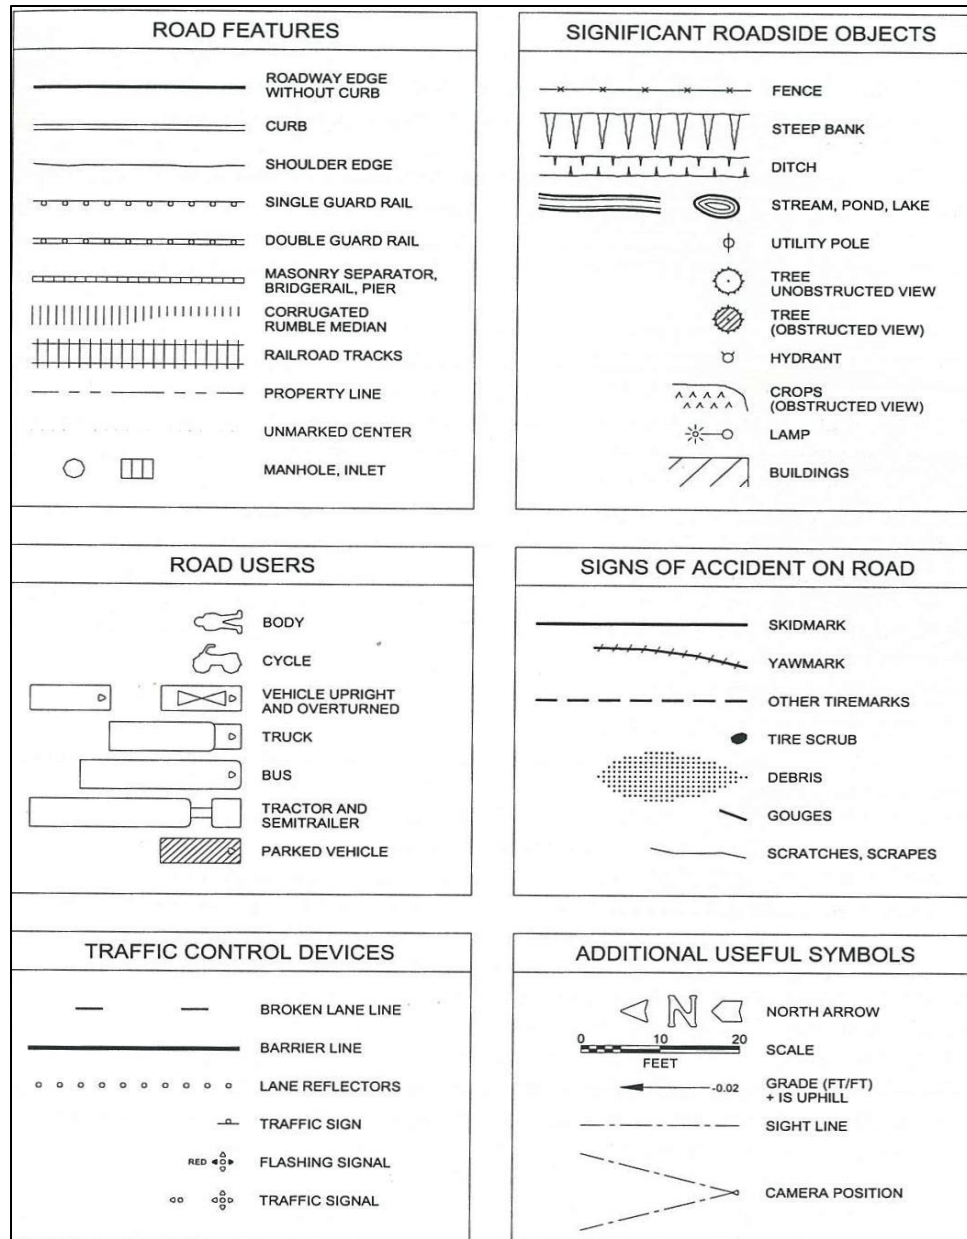 ROAD FEATURES
ROADWAY EDGE
WITHOUT CURB
CURB
SHOULDER EDGE
SINGLE GUARD RAIL
DOUBLE GUARD RAIL
MASONRY SEPARATOR,
BRIDGERAIL, PIER
CORRUGATED
RUMBLE MEDIAN
RAILROAD TRACKS
PROPERTY LINE
UNMARKED CENTER
MANHOLE, INLET
SIGNIFICANT ROADSIDE OBJECTS
FENCE
STEEP BANK
DITCH
STREAM, POND, LAKE
UTILITY POLE
TREE
UNOBSTRUCTED VIEW
TREE
(OBSTRUCTED VIEW)
HYDRANT
CROPS
(OBSTRUCTED VIEW)
LAMP
BUILDINGS
ROAD USERS
BODY
CYCLE
VEHICLE UPRIGHT
AND OVERTURNED
TRUCK
BUS
TRACTOR AND
SEMITRAILER
PARKED VEHICLE
SIGNS OF ACCIDENT ON ROAD
SKIDMARK
YAWMARK
OTHER TIREMARKS
TIRE SCRUB
DEBRIS
GOUGES
SCRATCHES, SCRAPES
TRAFFIC CONTROL DEVICES
BROKEN LANE LINE
BARRIER LINE
LANE REFLECTORS
TRAFFIC SIGN
RED FLASHING SIGNAL
TRAFFIC SIGNAL
ADDITIONAL USEFUL SYMBOLS
N NORTH ARROW
0 10 20
SCALE
FEET
-0.02 GRADE (FT/FT)
+ IS UPHILL
SIGHT LINE
CAMERA POSITION